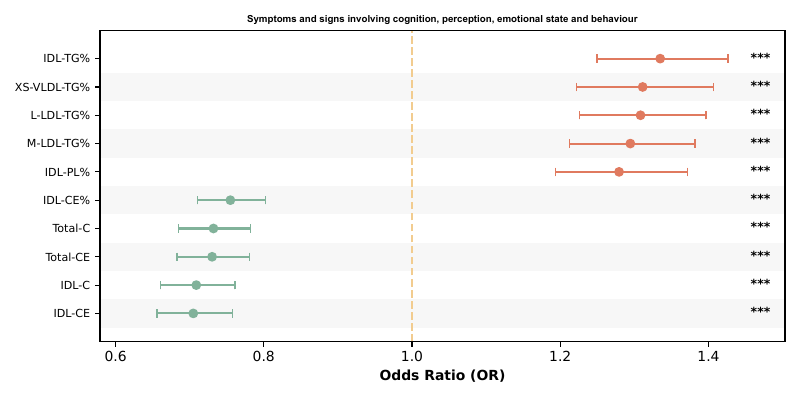 Symptoms and signs involving cognition, perception, emotional state and behaviour
IDL-TG% ***
XS-VLDL-TG% ***
L-LDL-TG% ***
M-LDL-TG% ***
IDL-PL% ***
IDL-CE% ***
Total-C ***
Total-CE ***
IDL-C ***
IDL-CE ***
0.6 0.8 1.0 1.2 1.4
Odds Ratio (OR)